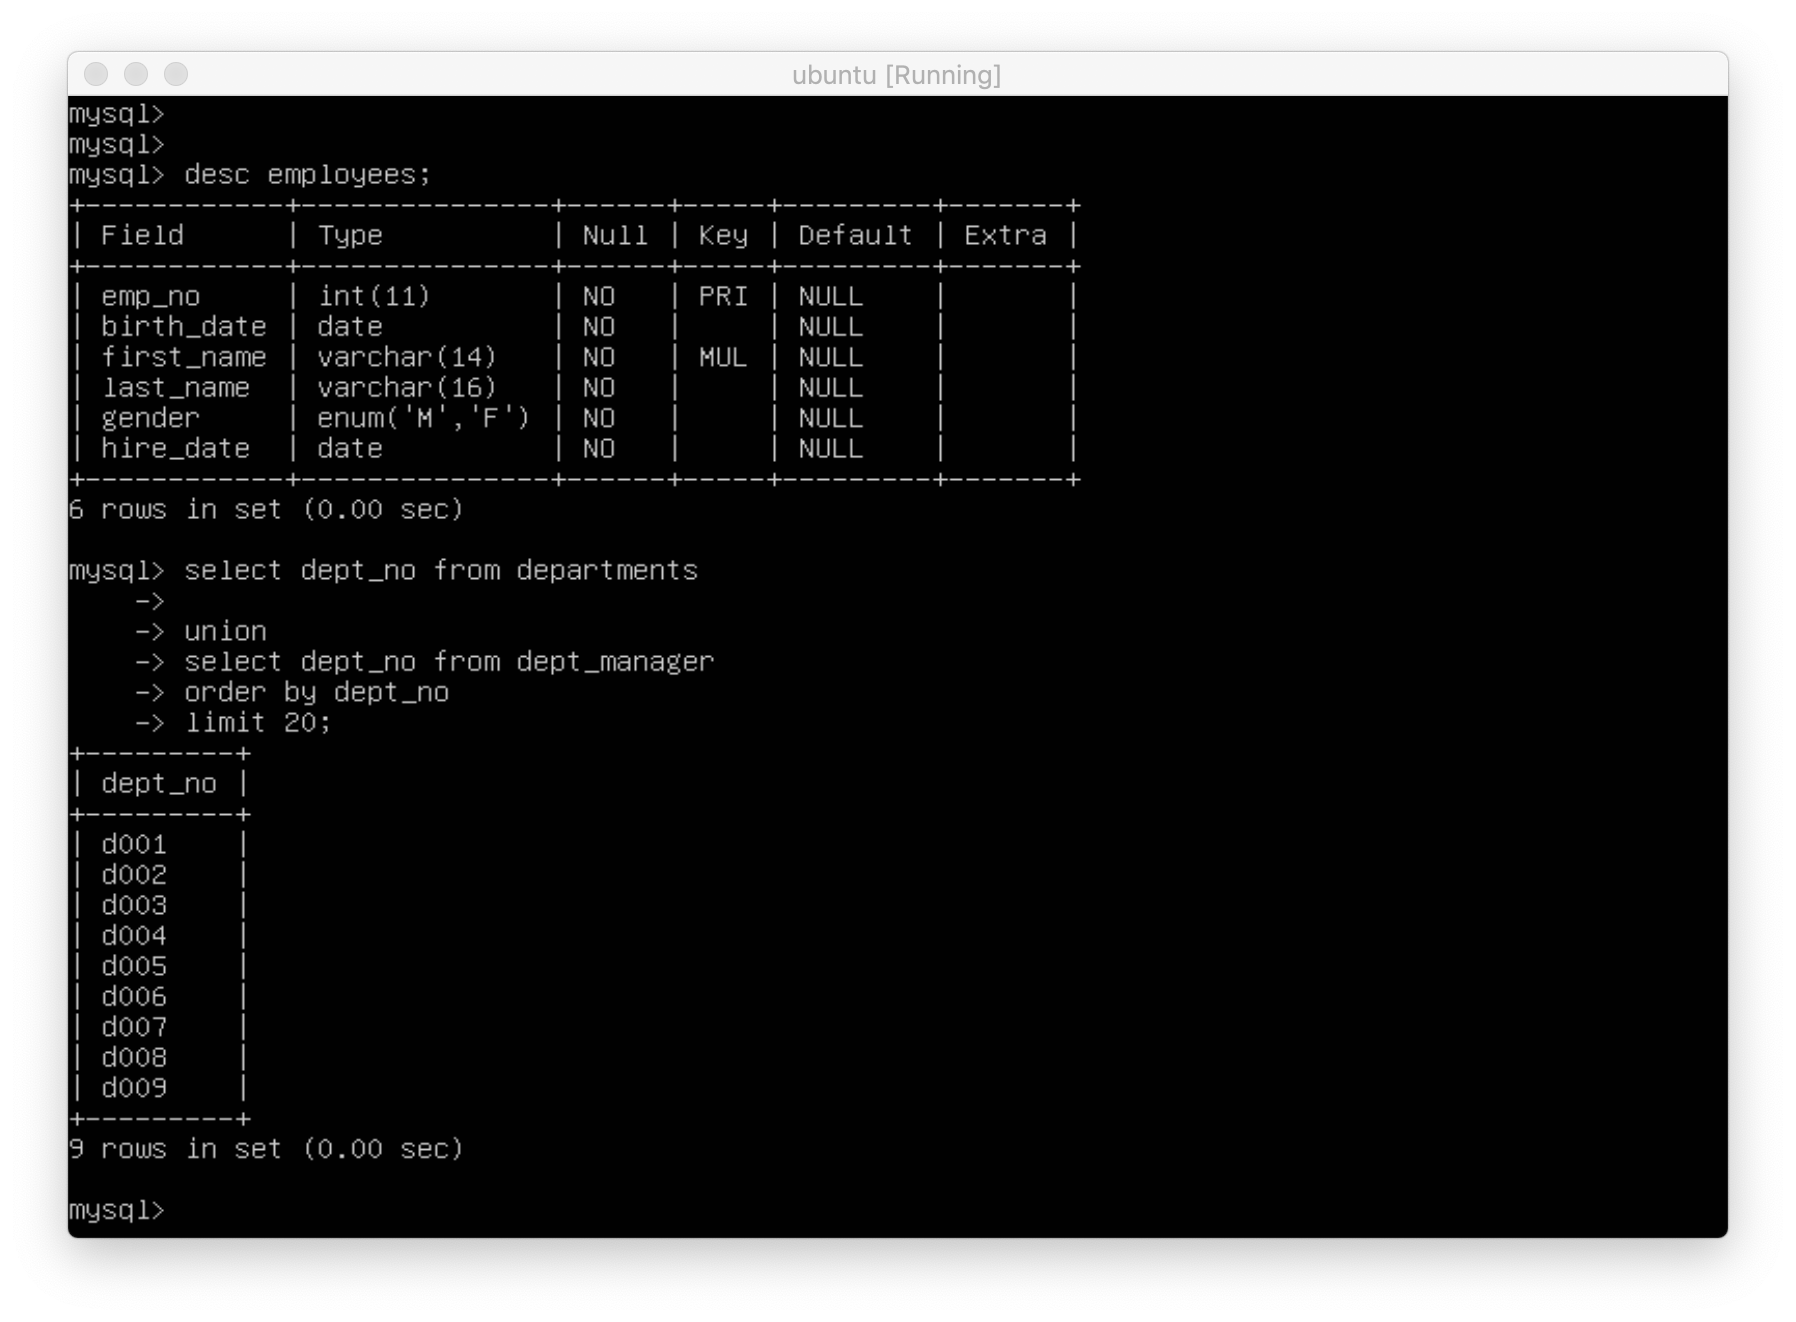 ubuntu [Running]
mysql>
mysql>
mysql> desc employees;
+------------+---------------+------+-----+---------+-------+
| Field      | Type          | Null | Key | Default | Extra |
+------------+---------------+------+-----+---------+-------+
| emp_no     | int(11)       | NO   | PRI | NULL    |       |
| birth_date | date          | NO   |     | NULL    |       |
| first_name | varchar(14)   | NO   | MUL | NULL    |       |
| last_name  | varchar(16)   | NO   |     | NULL    |       |
| gender     | enum('M','F') | NO   |     | NULL    |       |
| hire_date  | date          | NO   |     | NULL    |       |
+------------+---------------+------+-----+---------+-------+
6 rows in set (0.00 sec)

mysql> select dept_no from departments
    ->
    -> union
    -> select dept_no from dept_manager
    -> order by dept_no
    -> limit 20;
+---------+
| dept_no |
+---------+
| d001    |
| d002    |
| d003    |
| d004    |
| d005    |
| d006    |
| d007    |
| d008    |
| d009    |
+---------+
9 rows in set (0.00 sec)

mysql>